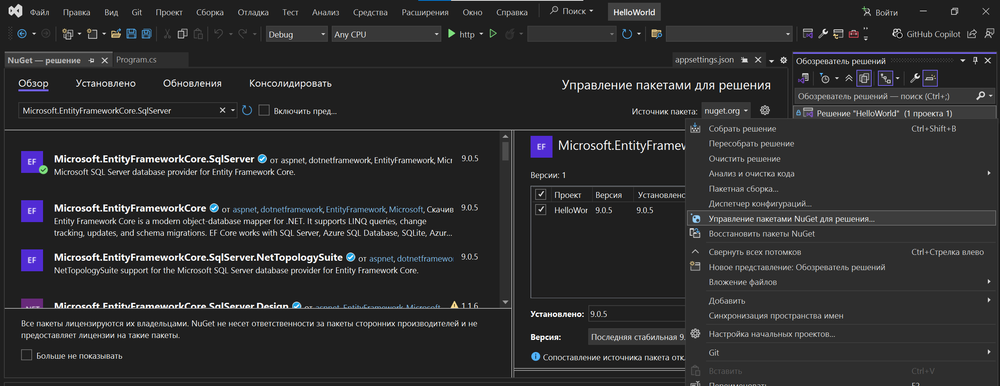 Файл Правка Вид Git Проект Сборка Отладка Тест Анализ Средства Расширения Окно Справка Поиск HelloWorld Войти
Debug Any CPU http GitHub Copilot
NuGet — решение Program.cs appsettings.json
Обозреватель решений
Обзор Установлено Обновления Консолидировать
Управление пакетами для решения
Обозреватель решений — поиск (Ctrl+;)
Microsoft.EntityFrameworkCore.SqlServer
Включить пред...
Источник пакета: nuget.org
Решение "HelloWorld" (1 проекта 1)
Microsoft.EntityFrameworkCore.SqlServer от aspnet, dotnetframework, EntityFramework, Micr 9.0.5
Microsoft SQL Server database provider for Entity Framework Core.
Microsoft.EntityFrameworkCore от aspnet, dotnetframework, EntityFramework, Microsoft, Скачив 9.0.5
Entity Framework Core is a modern object-database mapper for .NET. It supports LINQ queries, change
tracking, updates, and schema migrations. EF Core works with SQL Server, Azure SQL Database, SQLite, Azur...
Microsoft.EntityFrameworkCore.SqlServer.NetTopologySuite от aspnet, dotnetframewor 9.0.5
NetTopologySuite support for the Microsoft SQL Server database provider for Entity Framework Core.
Microsoft.EntityFrameworkCore.SqlServer.Design от aspnet, EntityFramework, Microsoft, 1.1.6
Все пакеты лицензируются их владельцами. NuGet не несет ответственности за пакеты сторонних производителей и не
предоставляет лицензии на такие пакеты.
Больше не показывать
EF Microsoft.EntityFramew
Версии: 1
Проект Версия Установлено
HelloWor 9.0.5 9.0.5
Установлено: 9.0.5
Версия: Последняя стабильная 9.
Сопоставление источника пакета откл
Собрать решение Ctrl+Shift+B
Пересобрать решение
Очистить решение
Анализ и очистка кода
Пакетная сборка...
Диспетчер конфигураций...
Управление пакетами NuGet для решения...
Восстановить пакеты NuGet
Свернуть всех потомков Ctrl+Стрелка влево
Новое представление: Обозреватель решений
Вложение файлов
Добавить
Синхронизация пространства имен
Настройка начальных проектов...
Git
Вставить Ctrl+V
Переименовать F2